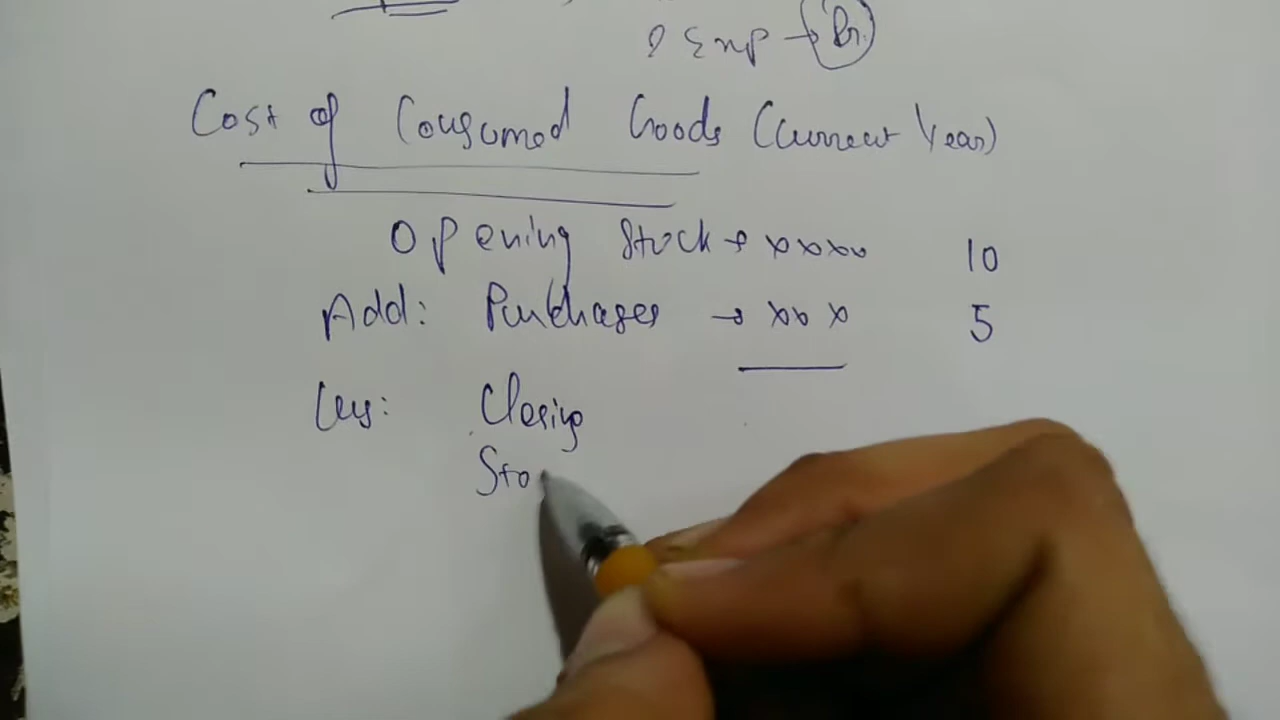 Exp → Dr.
Cost of Consumed Goods (Current Year)
Opening Stock → xxxx 10
Add: Purchases → xxx 5
Less: Closing
Sto